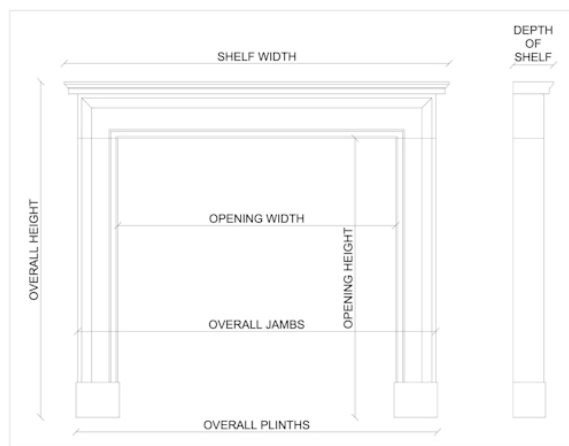 DEPTH
OF
SHELF
SHELF WIDTH
OVERALL HEIGHT
OPENING WIDTH
OPENING HEIGHT
OVERALL JAMBS
OVERALL PLINTHS